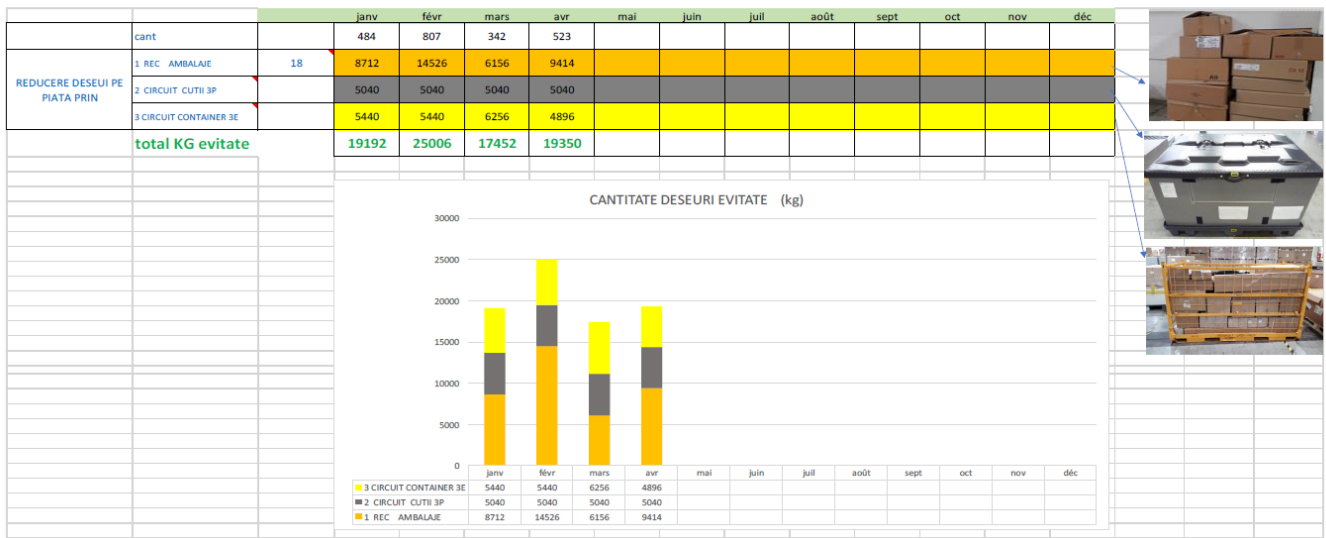 janv févr mars avr mai juin juil août sept oct nov déc
cant 484 807 342 523
REDUCERE DESEUI PE
PIATA PRIN
1 REC AMBALAJE 18 8712 14526 6156 9414
2 CIRCUIT CUTII 3P 5040 5040 5040 5040
3 CIRCUIT CONTAINER 3E 5440 5440 6256 4896
total KG evitate 19192 25006 17452 19350
CANTITATE DESEURI EVITATE (kg)
30000
25000
20000
15000
10000
5000
0
janv févr mars avr mai juin juil août sept oct nov déc
3 CIRCUIT CONTAINER 3E 5440 5440 6256 4896
2 CIRCUIT CUTII 3P 5040 5040 5040 5040
1 REC AMBALAJE 8712 14526 6156 9414